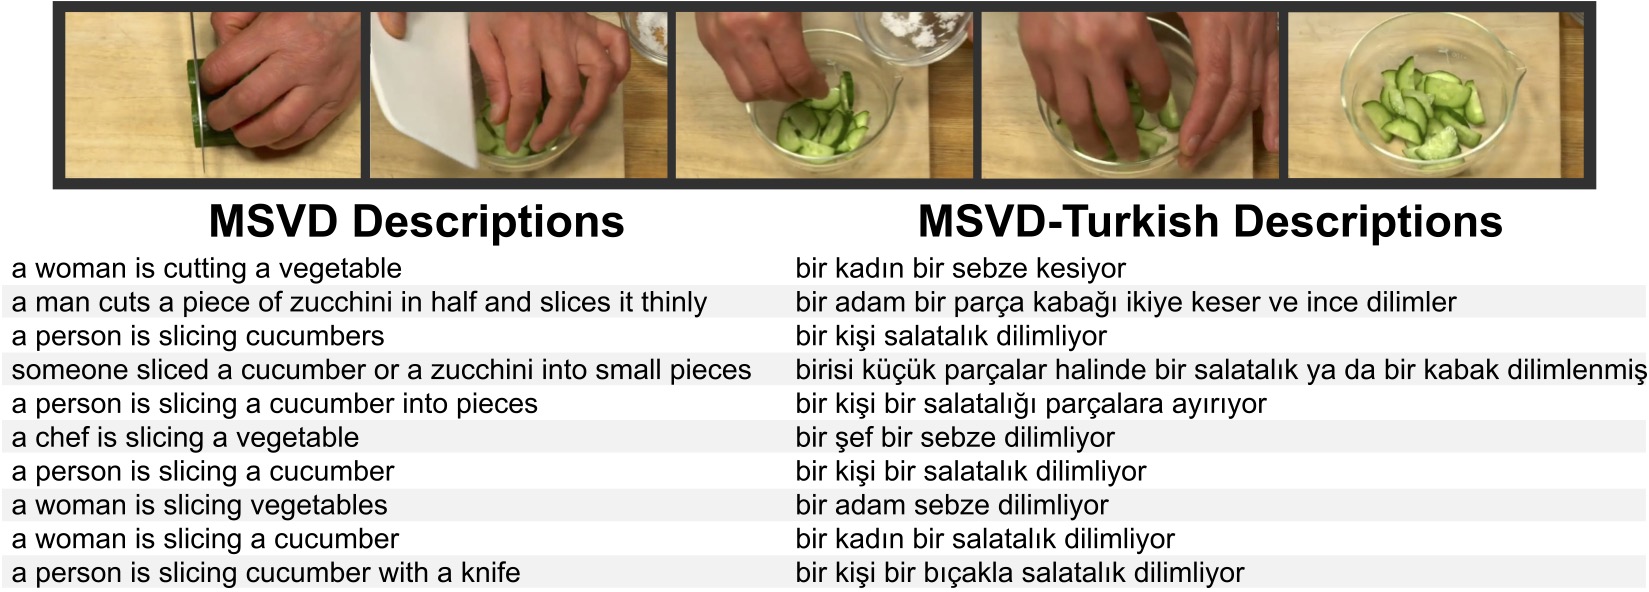 MSVD Descriptions
MSVD-Turkish Descriptions
a woman is cutting a vegetable
bir kadın bir sebze kesiyor
a man cuts a piece of zucchini in half and slices it thinly
bir adam bir parça kabağı ikiye keser ve ince dilimler
a person is slicing cucumbers
bir kişi salatalık dilimliyor
someone sliced a cucumber or a zucchini into small pieces
birisi küçük parçalar halinde bir salatalık ya da bir kabak dilimlenmiş
a person is slicing a cucumber into pieces
bir kişi bir salatalığı parçalara ayırıyor
a chef is slicing a vegetable
bir şef bir sebze dilimliyor
a person is slicing a cucumber
bir kişi bir salatalık dilimliyor
a woman is slicing vegetables
bir adam sebze dilimliyor
a woman is slicing a cucumber
bir kadın bir salatalık dilimliyor
a person is slicing cucumber with a knife
bir kişi bir bıçakla salatalık dilimliyor